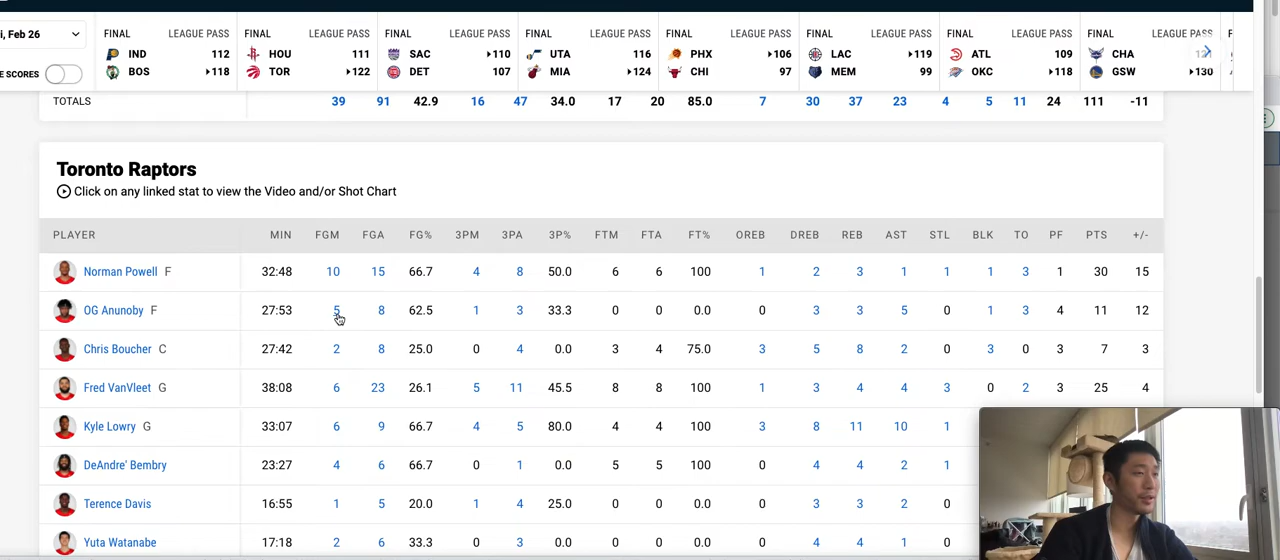 i, Feb 26
E SCORES
FINAL LEAGUE PASS
IND 112
BOS 118
FINAL LEAGUE PASS
HOU 111
TOR 122
FINAL LEAGUE PASS
SAC 110
DET 107
FINAL LEAGUE PASS
UTA 116
MIA 124
FINAL LEAGUE PASS
PHX 106
CHI 97
FINAL LEAGUE PASS
LAC 119
MEM 99
FINAL LEAGUE PASS
ATL 109
OKC 118
FINAL LEAGUE PASS
CHA
GSW 130
TOTALS 39 91 42.9 16 47 34.0 17 20 85.0 7 30 37 23 4 5 11 24 111 -11
Toronto Raptors
Click on any linked stat to view the Video and/or Shot Chart
PLAYER MIN FGM FGA FG% 3PM 3PA 3P% FTM FTA FT% OREB DREB REB AST STL BLK TO PF PTS +/-
Norman Powell F 32:48 10 15 66.7 4 8 50.0 6 6 100 1 2 3 1 1 1 3 1 30 15
OG Anunoby F 27:53 5 8 62.5 1 3 33.3 0 0 0.0 0 3 3 5 0 1 3 4 11 12
Chris Boucher C 27:42 2 8 25.0 0 4 0.0 3 4 75.0 3 5 8 2 0 3 0 3 7 3
Fred VanVleet G 38:08 6 23 26.1 5 11 45.5 8 8 100 1 3 4 4 3 0 2 3 25 4
Kyle Lowry G 33:07 6 9 66.7 4 5 80.0 4 4 100 3 8 11 10 1
DeAndre' Bembry 23:27 4 6 66.7 0 1 0.0 5 5 100 0 4 4 2 1
Terence Davis 16:55 1 5 20.0 1 4 25.0 0 0 0.0 0 3 3 2 0
Yuta Watanabe 17:18 2 6 33.3 0 3 0.0 0 0 0.0 0 4 4 1 0